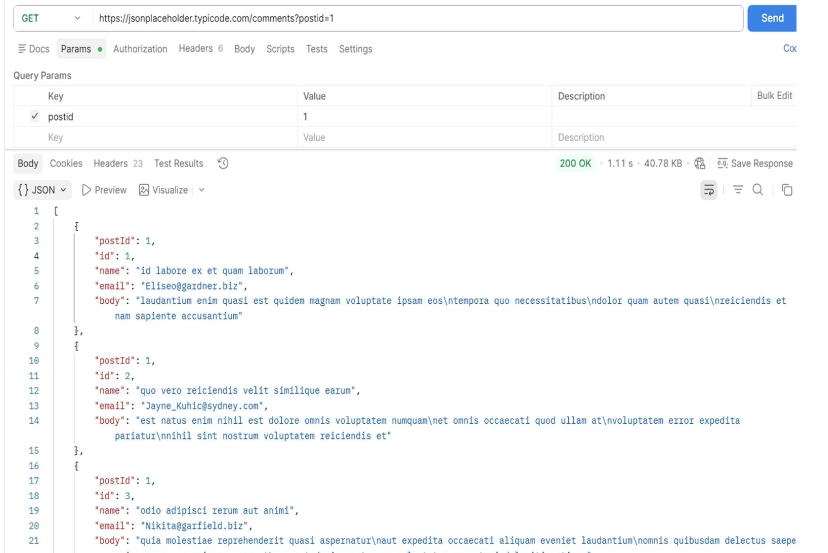 GET https://jsonplaceholder.typicode.com/comments?postid=1 Send
Docs Params Authorization Headers 6 Body Scripts Tests Settings
Query Params
Key Value Description Bulk Edit
postid 1
Key Value Description
Body Cookies Headers 23 Test Results 200 OK • 1.11 s • 40.78 KB • e.g. Save Response
{} JSON Preview Visualize
1 [
2 {
3 "postId": 1,
4 "id": 1,
5 "name": "id labore ex et quam laborum",
6 "email": "Eliseo@gardner.biz",
7 "body": "laudantium enim quasi est quidem magnam voluptate ipsam eos\ntempora quo necessitatibus\ndolor quam autem quasi\nreiciendis et
nam sapiente accusantium"
8 },
9 {
10 "postId": 1,
11 "id": 2,
12 "name": "quo vero reiciendis velit similique earum",
13 "email": "Jayne_Kuhic@sydney.com",
14 "body": "est natus enim nihil est dolore omnis voluptatem numquam\net omnis occaecati quod ullam at\nvoluptatem error expedita
pariatur\nnihil sint nostrum voluptatem reiciendis et"
15 },
16 {
17 "postId": 1,
18 "id": 3,
19 "name": "odio adipisci rerum aut animi",
20 "email": "Nikita@garfield.biz",
21 "body": "quia molestiae reprehenderit quasi aspernatur\naut expedita occaecati aliquam eveniet laudantium\nomnis quibusdam delectus saepe